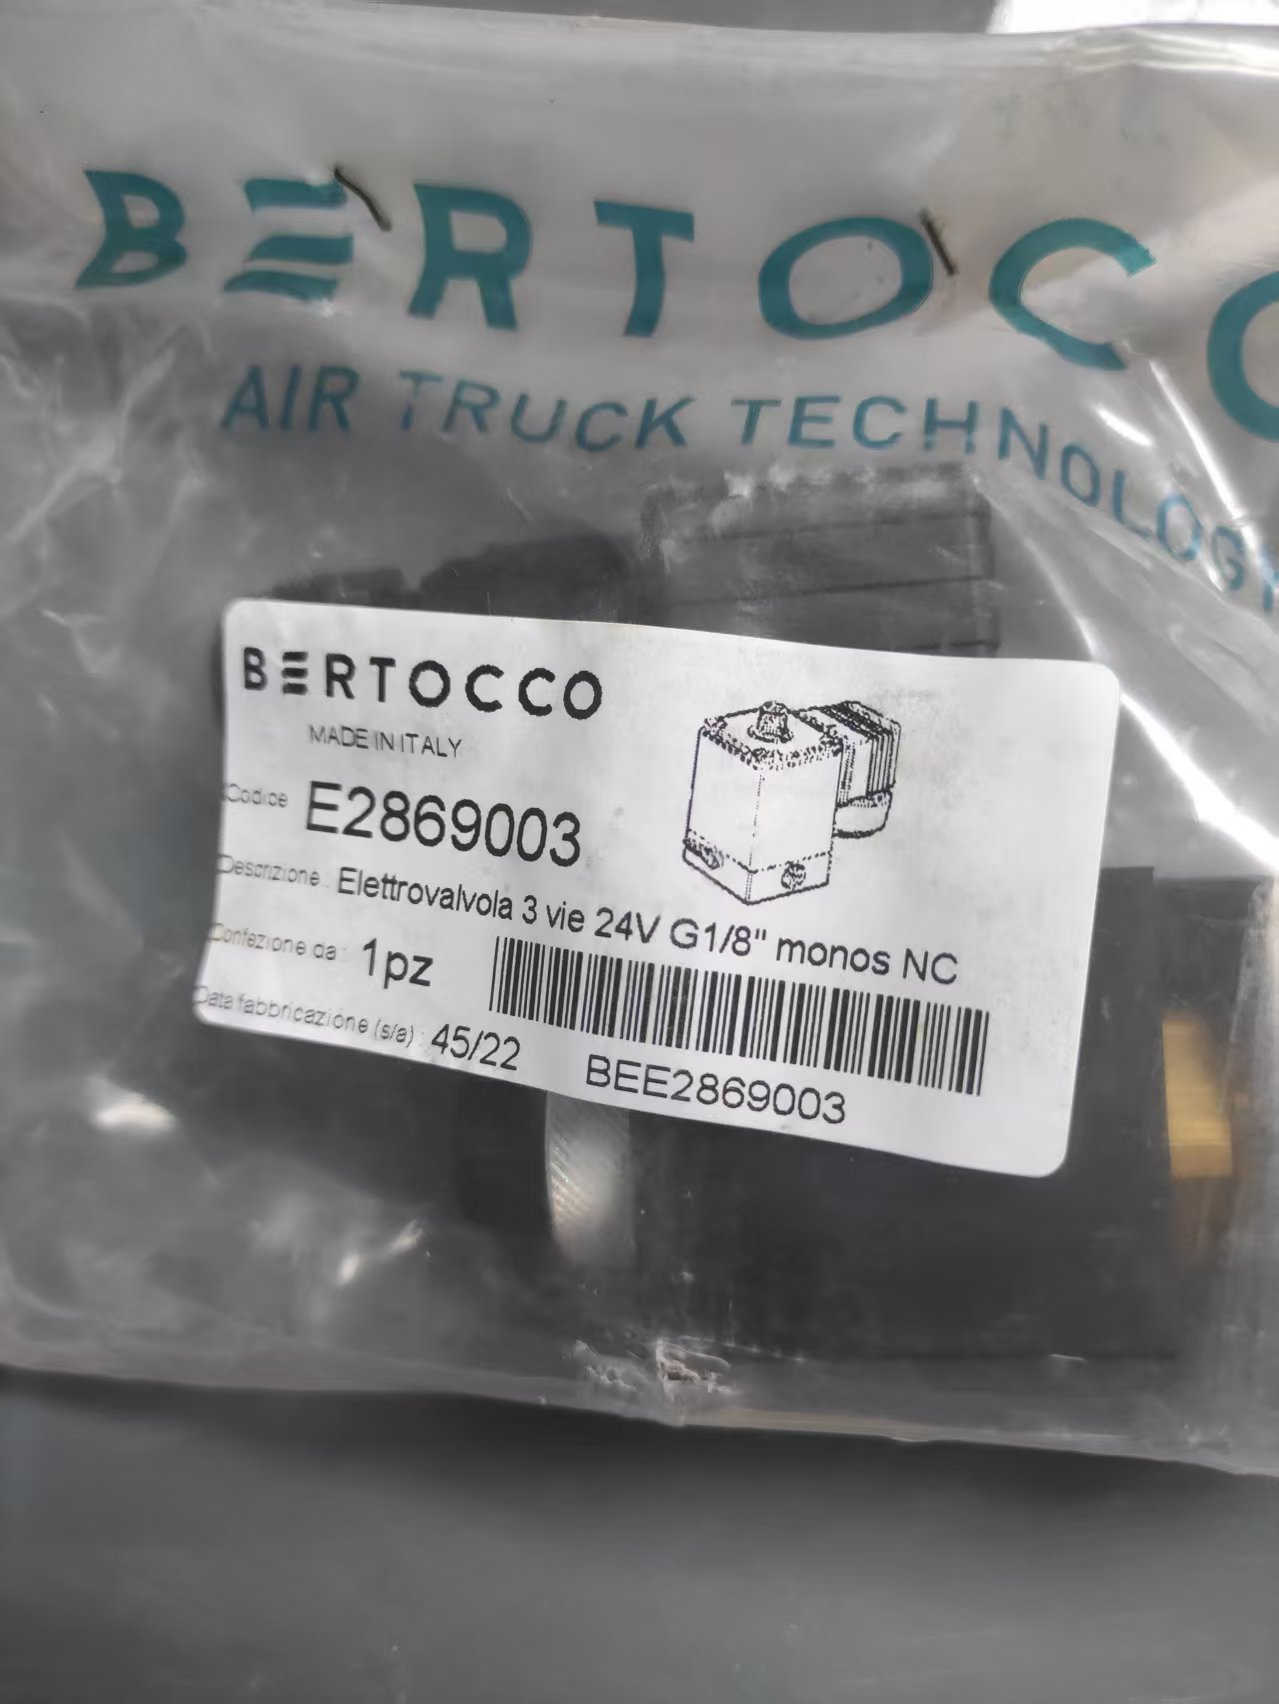 BERTOCCO
AIR TRUCK TECHNOLOGY
BERTOCCO
MADE IN ITALY
Codice E2869003
Descrizione: Elettrovalvola 3 vie 24V G1/8" monos NC
Confezione da: 1pz
Data fabbricazione (s/a): 45/22
BEE2869003